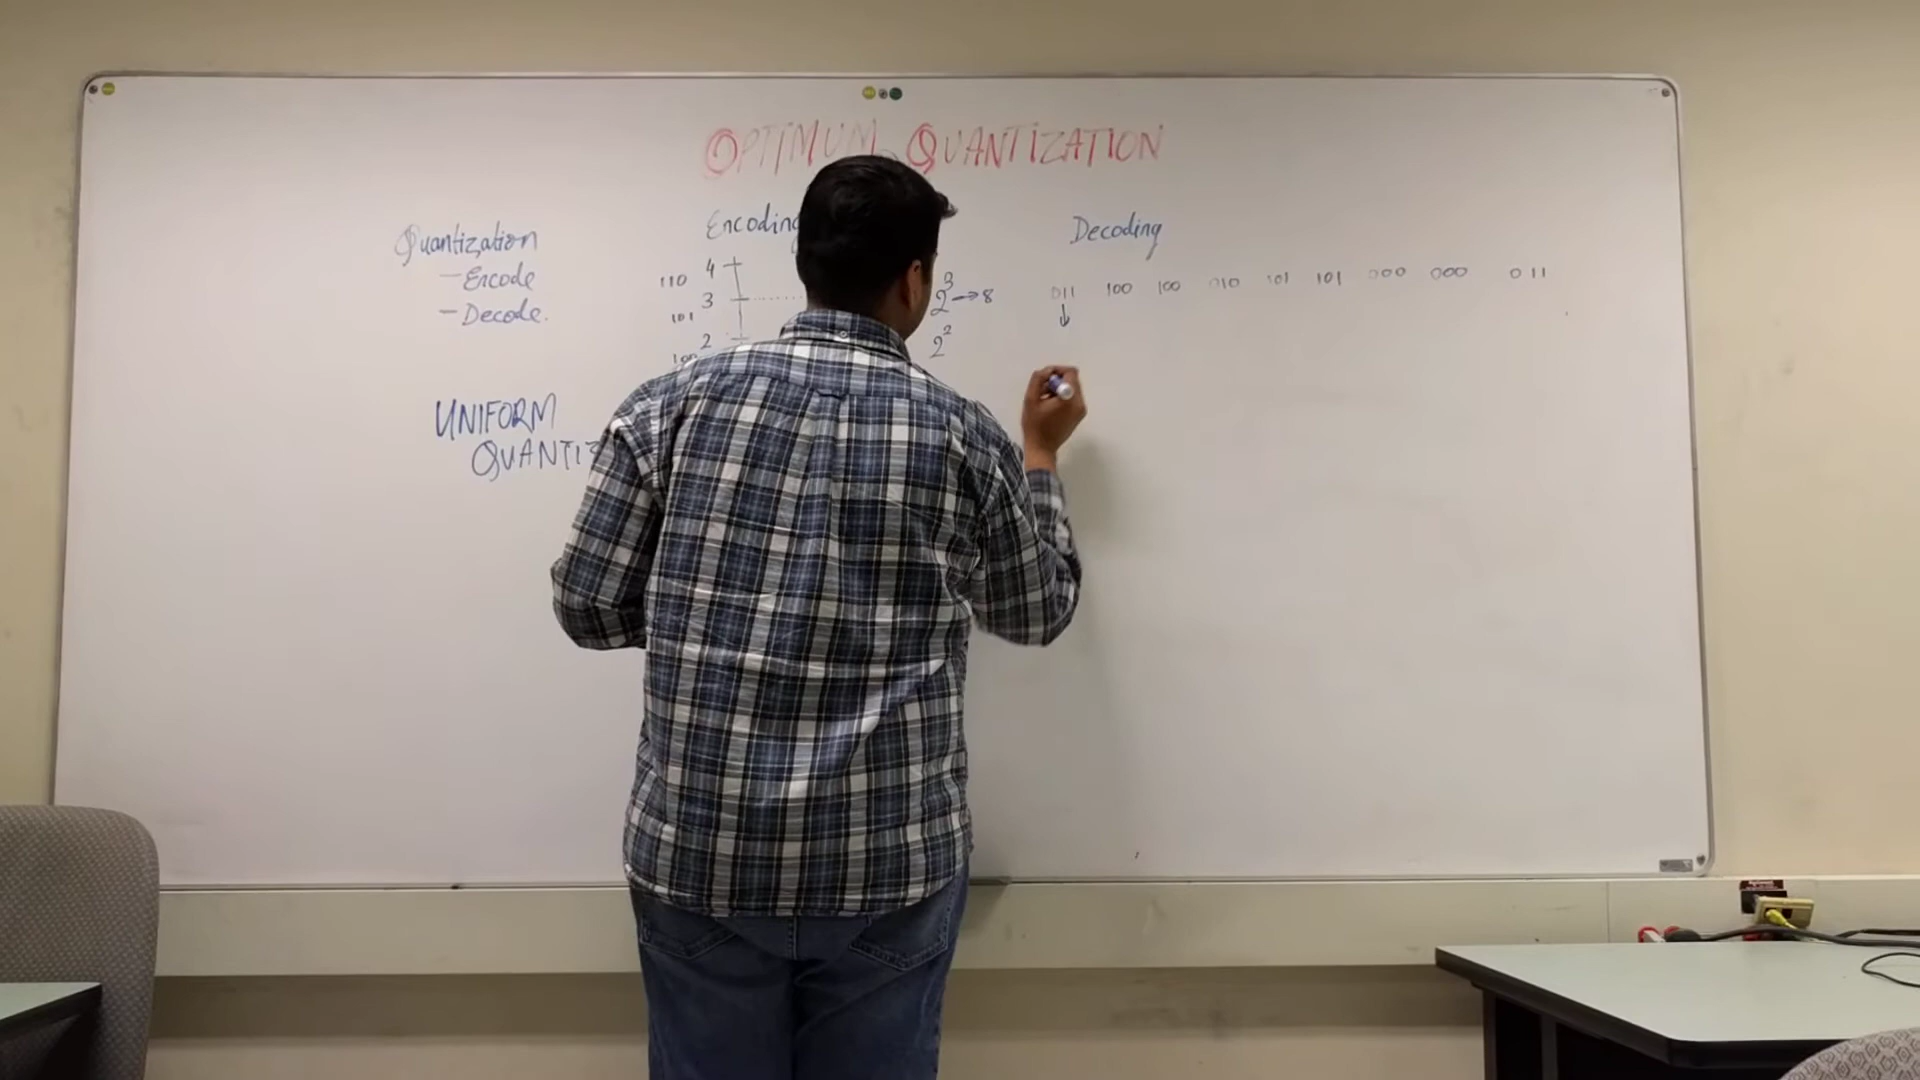 OPTIMUM QUANTIZATION
Quantization
- Encode
- Decode.
UNIFORM
Encoding
4
110
3
101
2
2^3 → 8
2^2
Decoding
011 100 100 010 101 101 000 000 011
↓